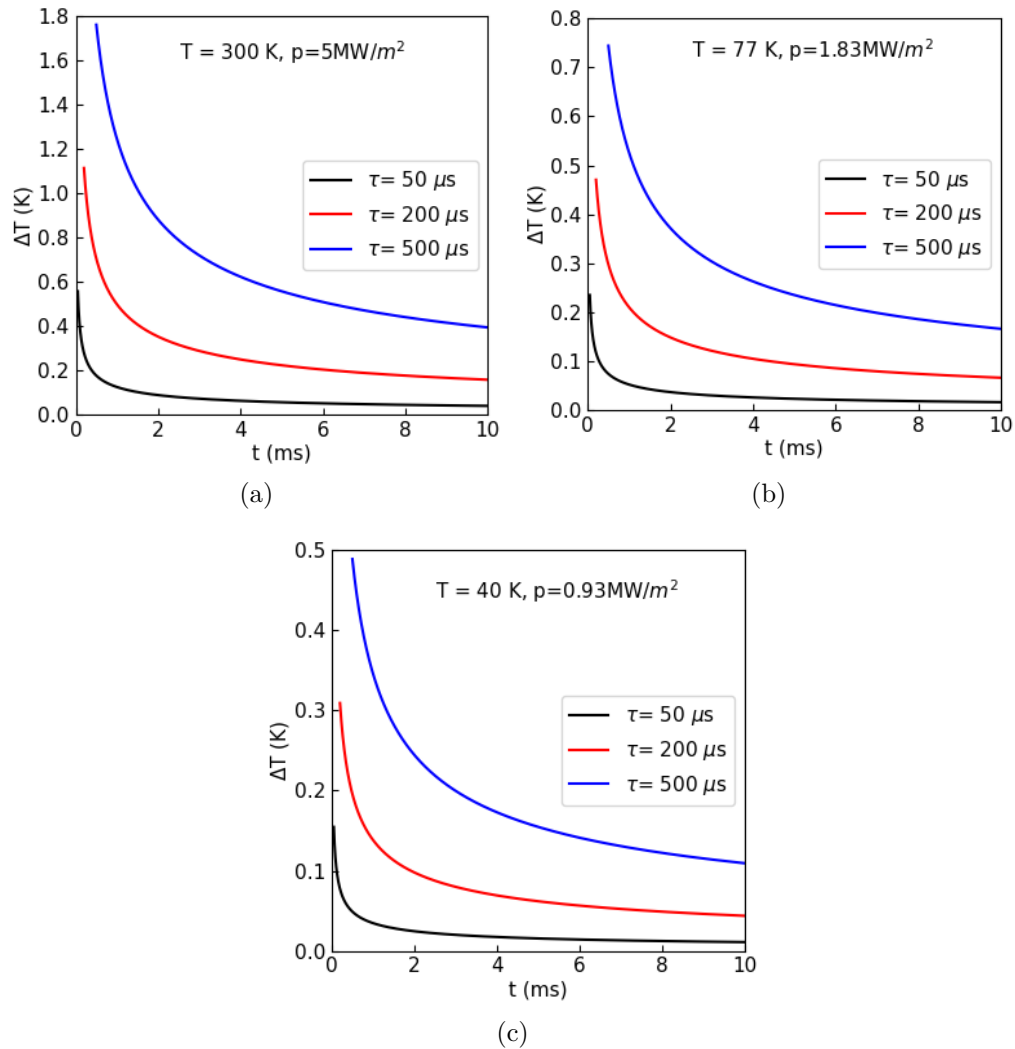 T = 300 K, p=5MW/m²
τ= 50 μs
τ= 200 μs
τ= 500 μs
ΔT (K)
0.0
0.2
0.4
0.6
0.8
1.0
1.2
1.4
1.6
1.8
0 2 4 6 8 10
t (ms)
(a)
T = 77 K, p=1.83MW/m²
τ= 50 μs
τ= 200 μs
τ= 500 μs
ΔT (K)
0.0
0.1
0.2
0.3
0.4
0.5
0.6
0.7
0.8
0 2 4 6 8 10
t (ms)
(b)
T = 40 K, p=0.93MW/m²
τ= 50 μs
τ= 200 μs
τ= 500 μs
ΔT (K)
0.0
0.1
0.2
0.3
0.4
0.5
0 2 4 6 8 10
t (ms)
(c)